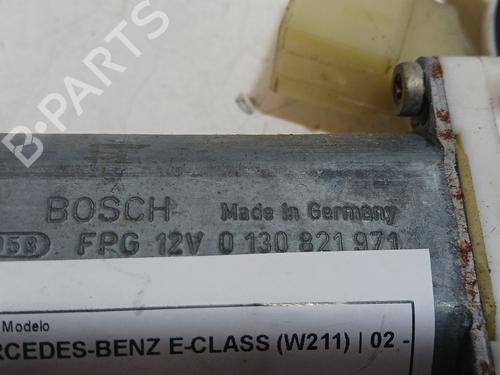 BOSCH Made in Germany
FPG 12V 0 130 821 971
Modelo
RCEDES-BENZ E-CLASS (W211) | 02 -
B-PARTS